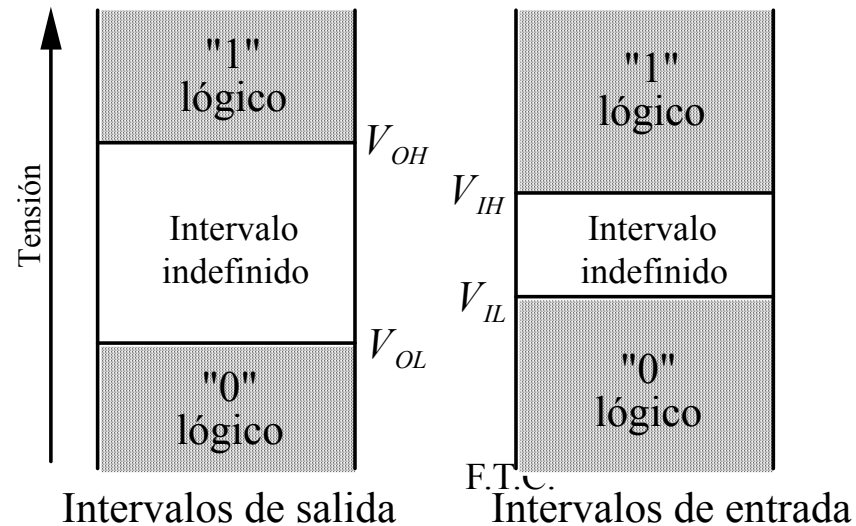 Tensión
"1"
lógico
V_OH
Intervalo
indefinido
V_OL
"0"
lógico
Intervalos de salida
"1"
lógico
V_IH
Intervalo
indefinido
V_IL
"0"
lógico
F.T.C.
Intervalos de entrada